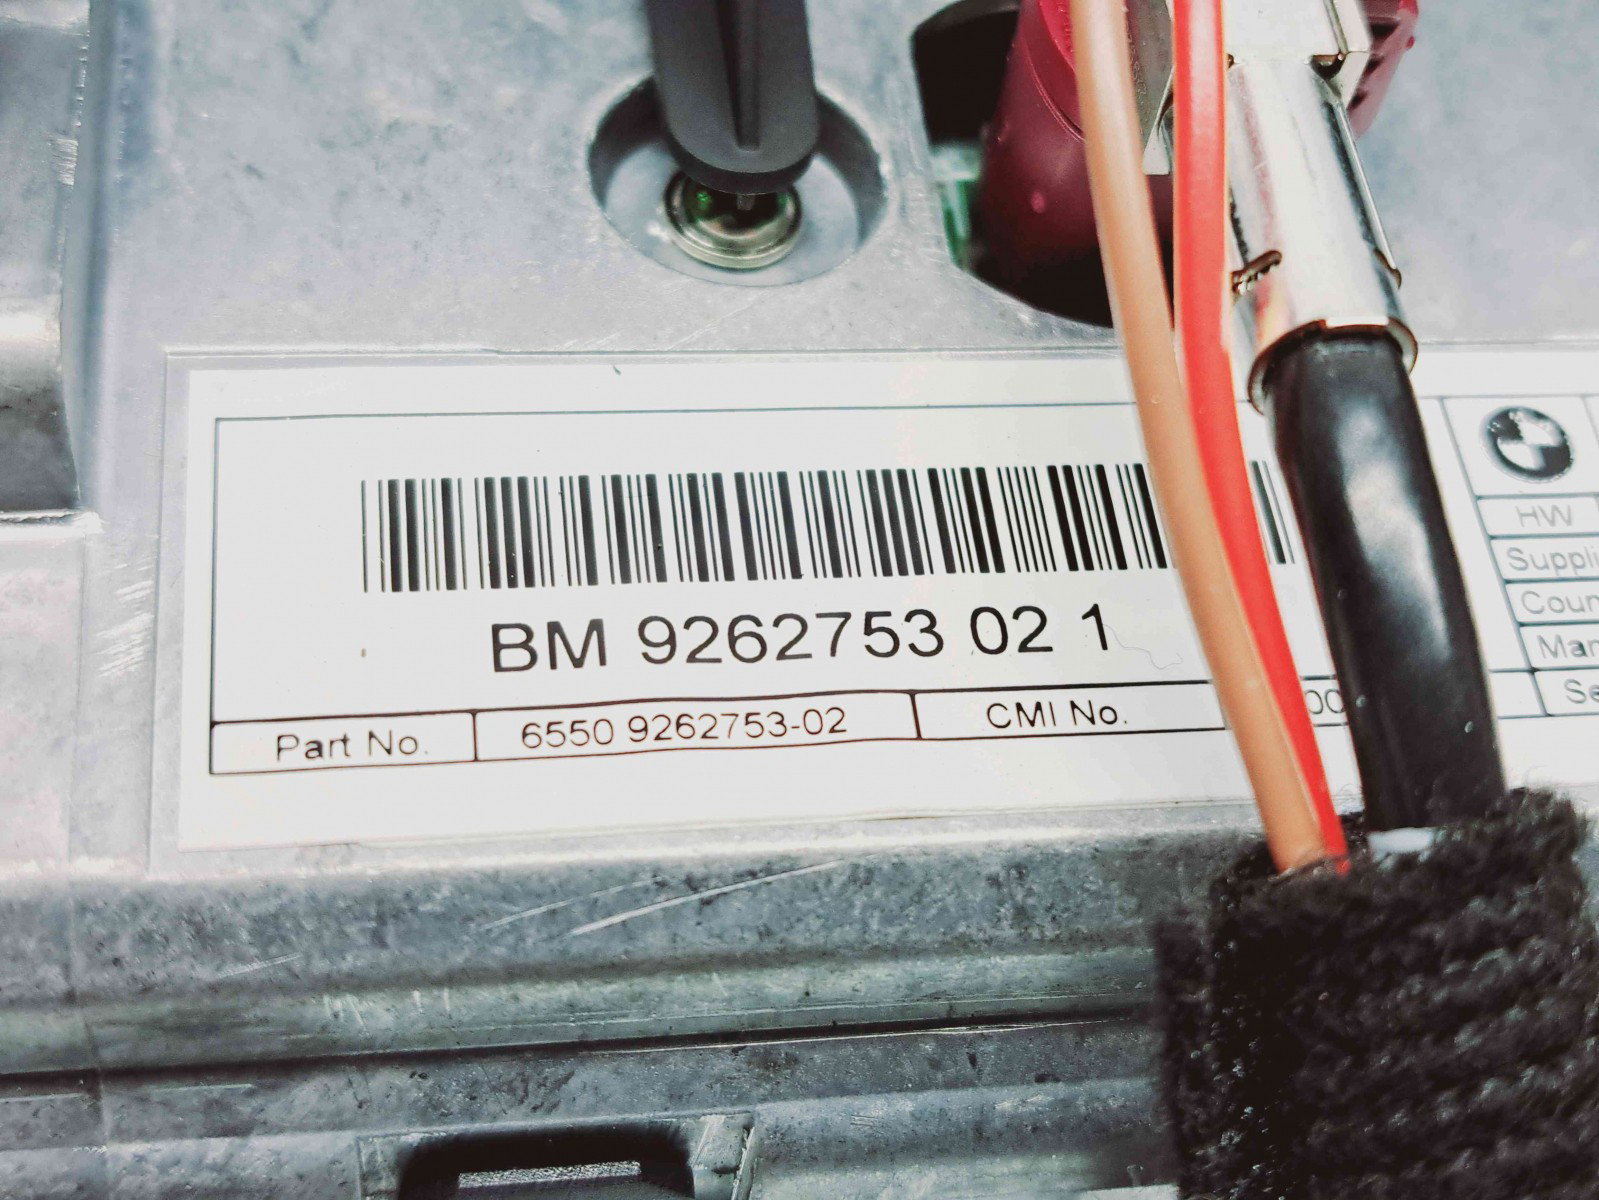 BM 9262753 02 1
Part No. 6550 9262753-02 CMI No.
HW